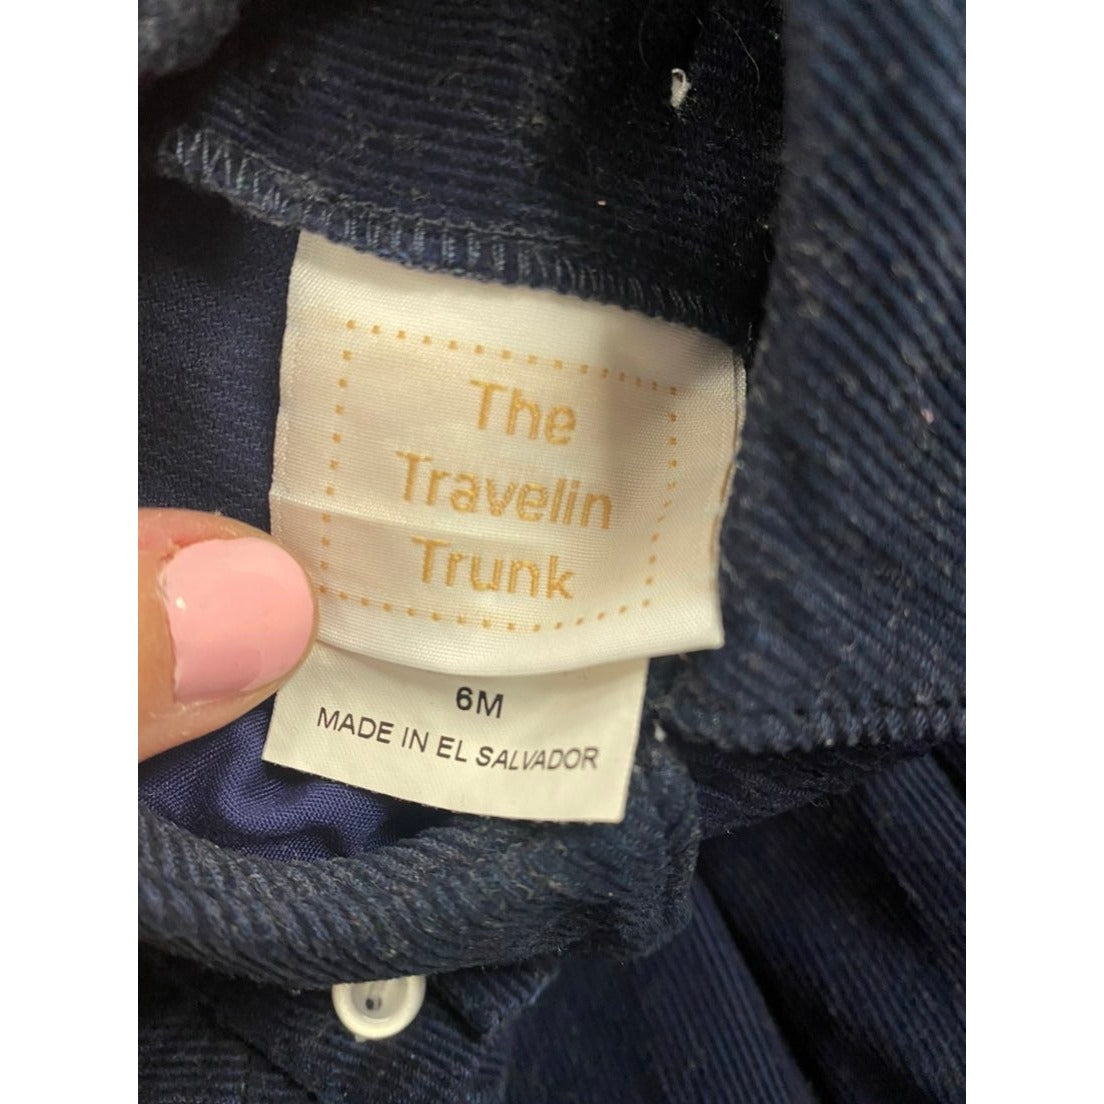 The
Travelin
Trunk
6M
MADE IN EL SALVADOR